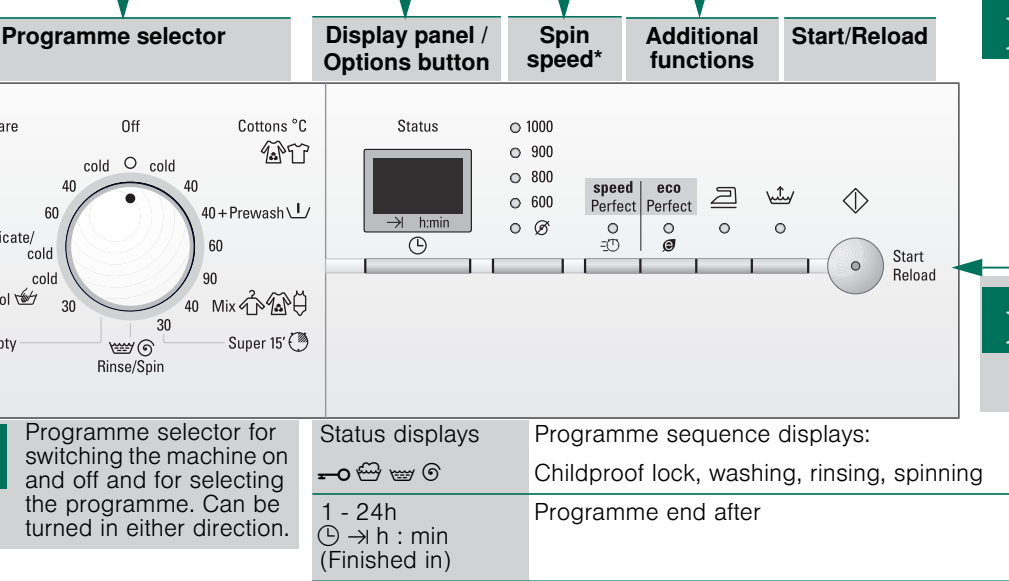 Programme selector
Display panel /
Options button
Spin
speed*
Additional
functions
Start/Reload
Off
Cottons °C
cold
cold
40
40
60
40 + Prewash
cold
60
cold
90
30
40
Mix
30
Super 15′
Rinse/Spin
Status
h:min
1000
900
800
600
speed
Perfect
eco
Perfect
Start
Reload
Programme selector for
switching the machine on
and off and for selecting
the programme. Can be
turned in either direction.
Status displays
Programme sequence displays:
Childproof lock, washing, rinsing, spinning
1 - 24h
h : min
(Finished in)
Programme end after